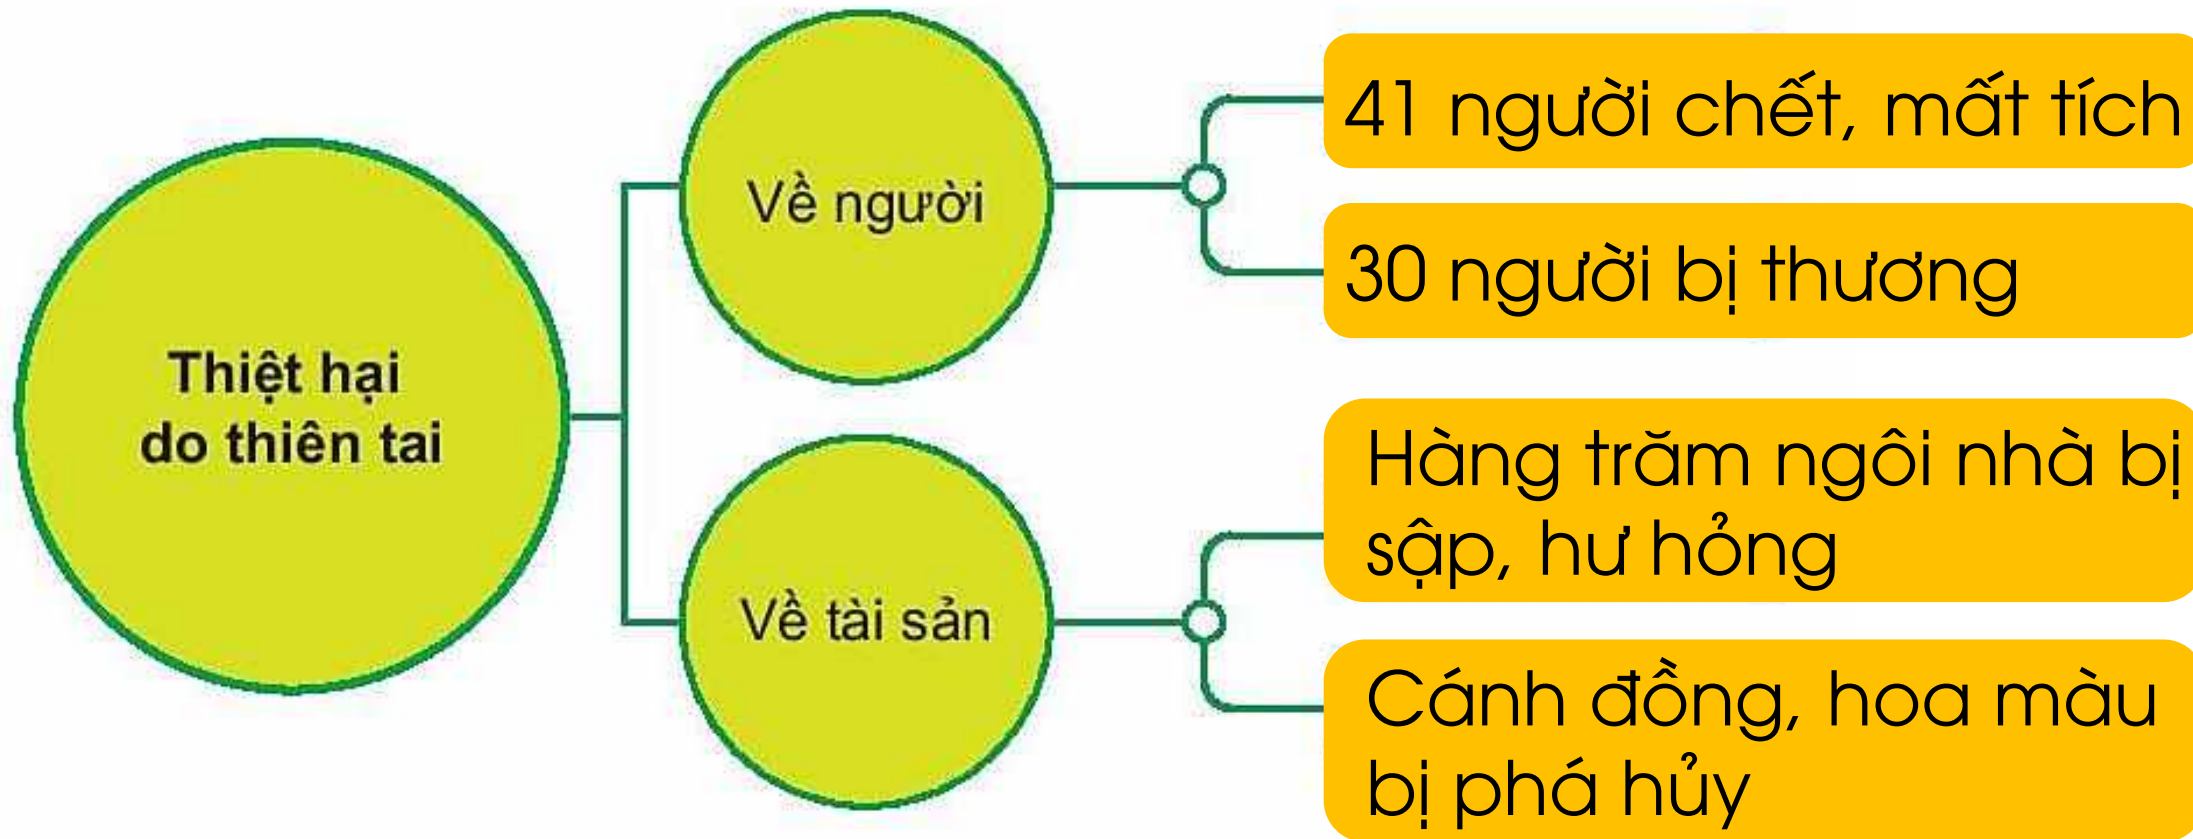 Thiệt hại
do thiên tai
Về người
41 người chết, mất tích
30 người bị thương
Về tài sản
Hàng trăm ngôi nhà bị
sập, hư hỏng
Cánh đồng, hoa màu
bị phá hủy